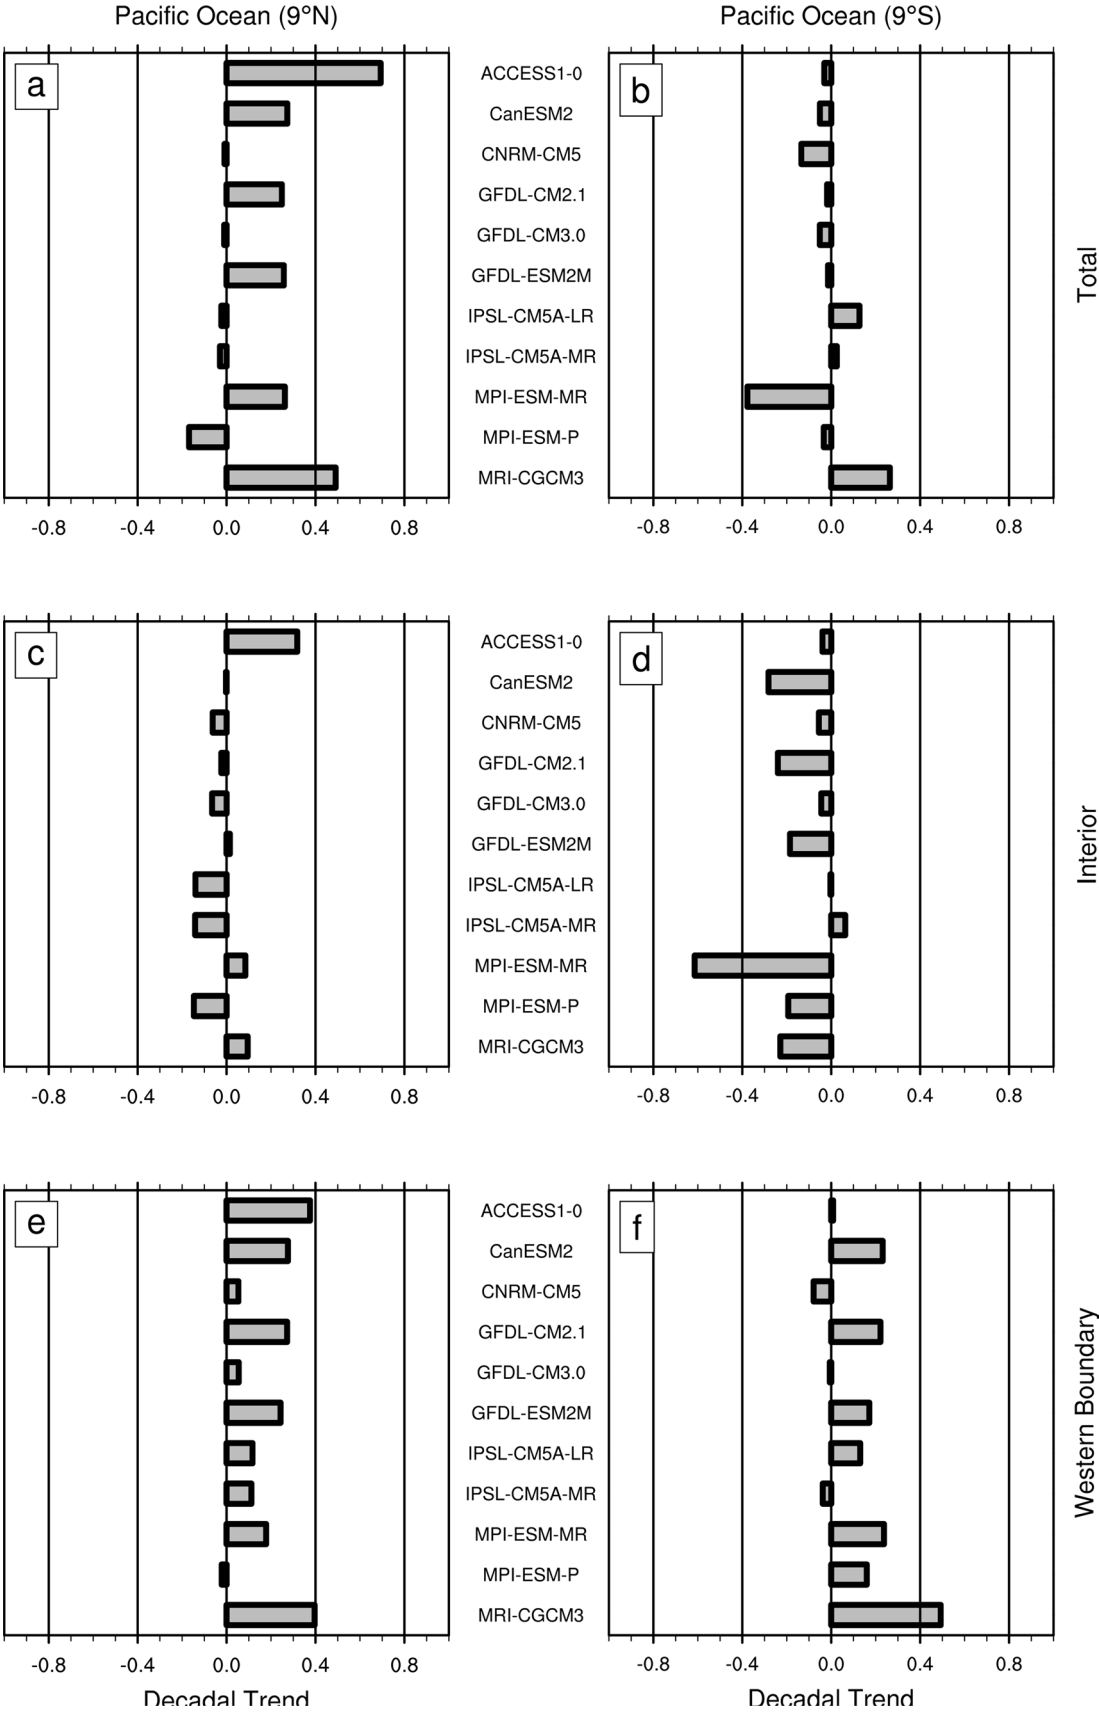 Pacific Ocean (9°N) Pacific Ocean (9°S)
a b
ACCESS1-0
CanESM2
CNRM-CM5
GFDL-CM2.1
GFDL-CM3.0
GFDL-ESM2M
IPSL-CM5A-LR
IPSL-CM5A-MR
MPI-ESM-MR
MPI-ESM-P
MRI-CGCM3
Total
-0.8 -0.4 0.0 0.4 0.8 -0.8 -0.4 0.0 0.4 0.8
c d
ACCESS1-0
CanESM2
CNRM-CM5
GFDL-CM2.1
GFDL-CM3.0
GFDL-ESM2M
IPSL-CM5A-LR
IPSL-CM5A-MR
MPI-ESM-MR
MPI-ESM-P
MRI-CGCM3
Interior
-0.8 -0.4 0.0 0.4 0.8 -0.8 -0.4 0.0 0.4 0.8
e f
ACCESS1-0
CanESM2
CNRM-CM5
GFDL-CM2.1
GFDL-CM3.0
GFDL-ESM2M
IPSL-CM5A-LR
IPSL-CM5A-MR
MPI-ESM-MR
MPI-ESM-P
MRI-CGCM3
Western Boundary
-0.8 -0.4 0.0 0.4 0.8 -0.8 -0.4 0.0 0.4 0.8
Decadal Trend Decadal Trend